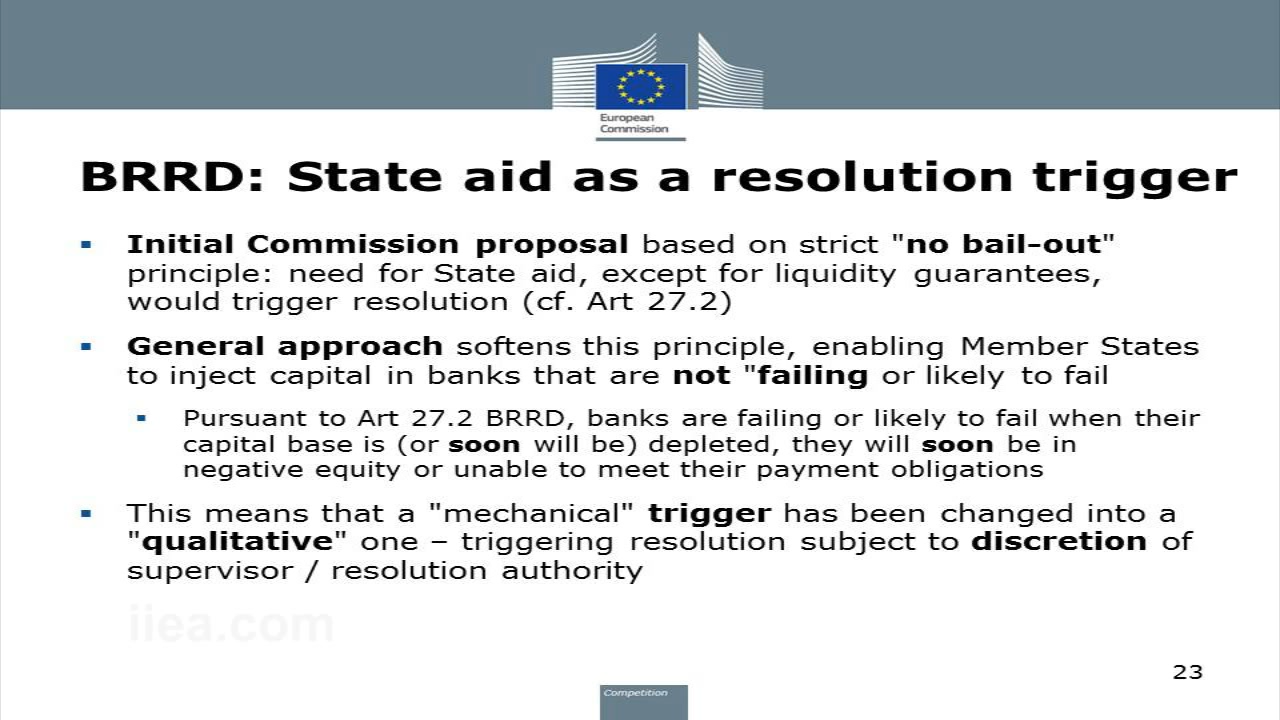 European
Commission
BRRD: State aid as a resolution trigger
▪ Initial Commission proposal based on strict "no bail-out"
principle: need for State aid, except for liquidity guarantees,
would trigger resolution (cf. Art 27.2)
▪ General approach softens this principle, enabling Member States
to inject capital in banks that are not "failing or likely to fail
▪ Pursuant to Art 27.2 BRRD, banks are failing or likely to fail when their
capital base is (or soon will be) depleted, they will soon be in
negative equity or unable to meet their payment obligations
▪ This means that a "mechanical" trigger has been changed into a
"qualitative" one – triggering resolution subject to discretion of
supervisor / resolution authority
iiea.com
23
Competition